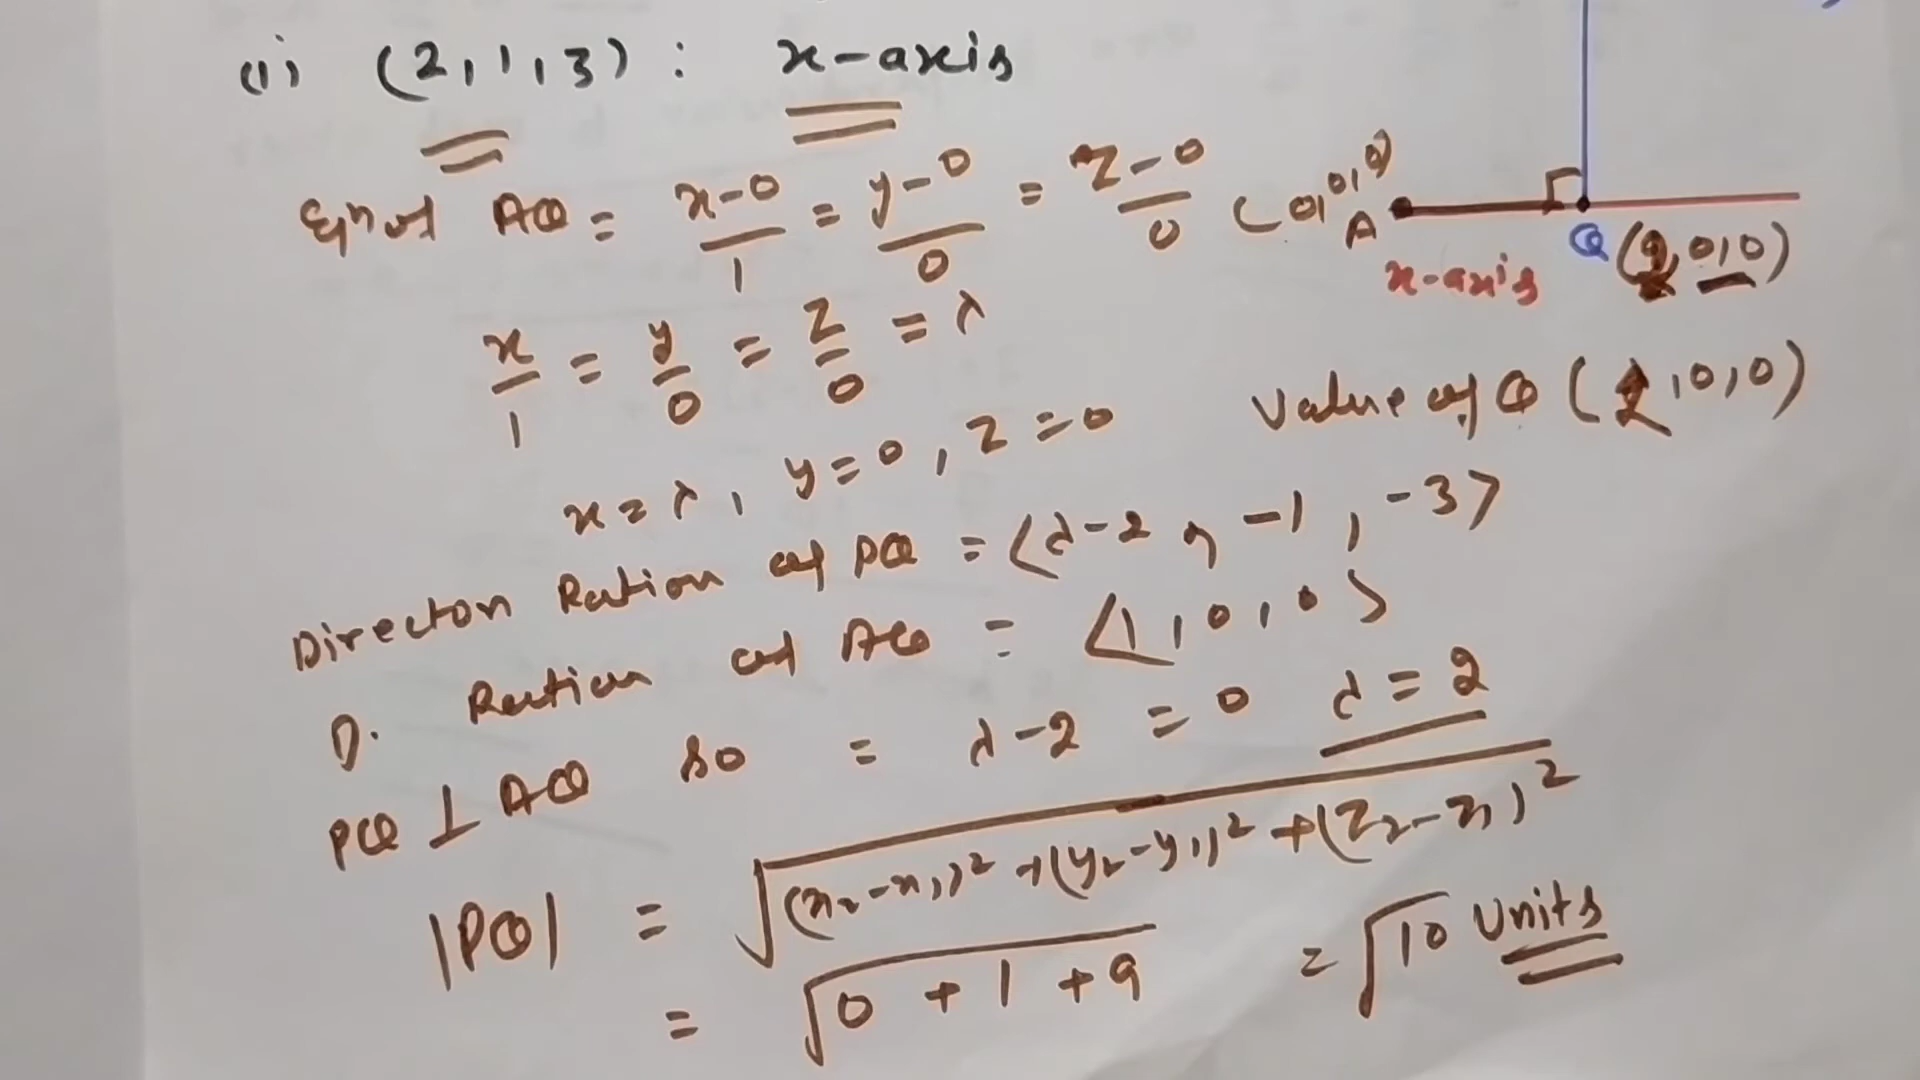 (i) (2,1,3) : x-axis
Eqn of AQ = x-0/1 = y-0/0 = z-0/0
(0,0,0)
A
x-axis
Q (2,0,0)
x/1 = y/0 = z/0 = λ
x = λ, y = 0, z = 0
Value of Q (2,0,0)
Directon Ration of PQ = <λ-2, -1, -3>
D. Ration of AQ = <1,0,0>
PQ ⊥ AQ so = λ-2 = 0 λ = 2
|PQ| = √(x₂-x₁)² + (y₂-y₁)² + (z₂-z₁)²
= √0 + 1 + 9 = √10 Units